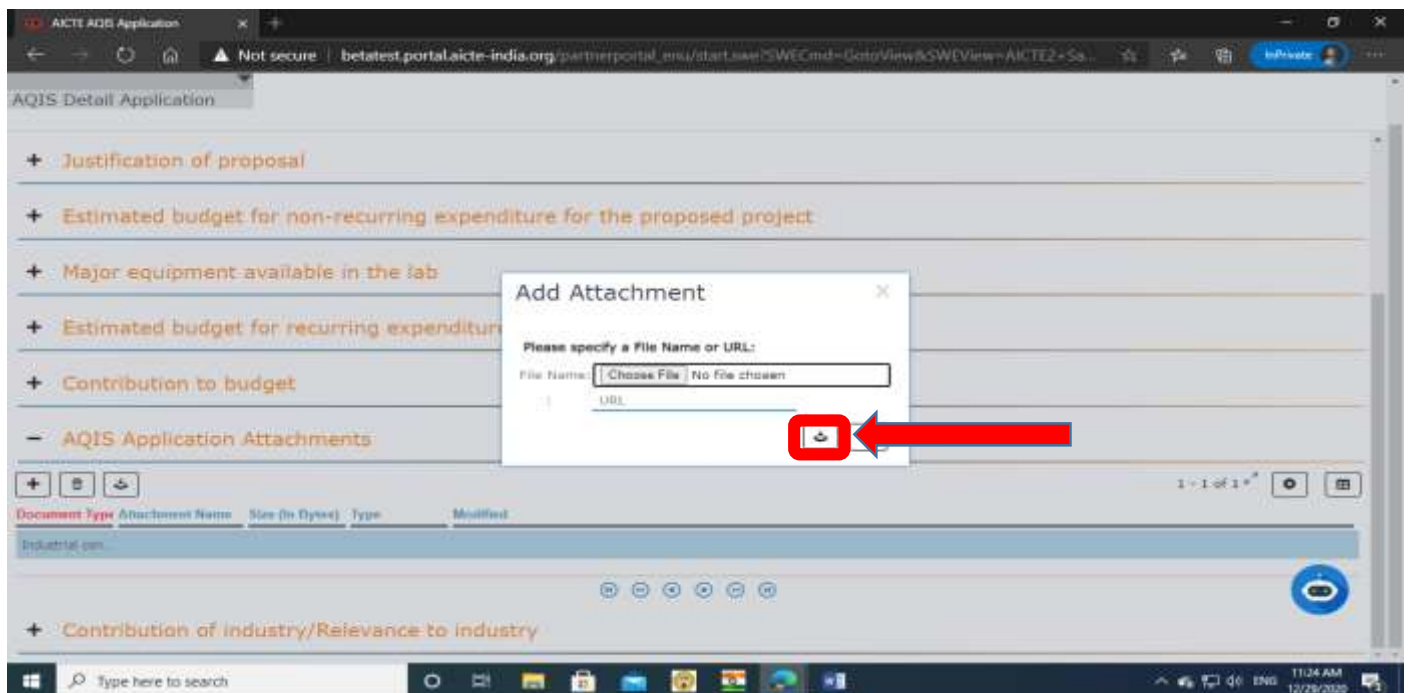 AICTE AQIS Application
Not secure | betatest.portal.aicte-india.org/partnerportal_enu/start.swe?SWECmd=GotoView&SWEView=AICTE2+Sa...
InPrivate
AQIS Detail Application
+ Justification of proposal
+ Estimated budget for non-recurring expenditure for the proposed project
+ Major equipment available in the lab
Add Attachment
+ Estimated budget for recurring expenditur
Please specify a File Name or URL:
File Name: Choose File No file chosen
+ Contribution to budget
URL
− AQIS Application Attachments
1 - 1 of 1
Document Type Attachment Name Size (In Bytes) Type Modified
Industrial con...
+ Contribution of industry/Relevance to industry
Type here to search
ENG
11:24 AM
12/29/2020